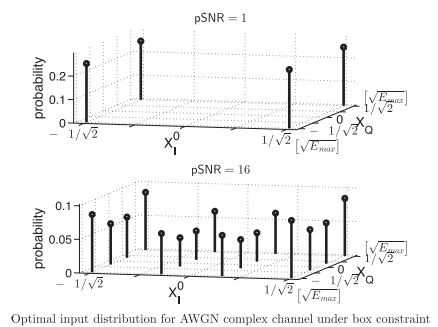 pSNR = 1
probability
0.2
0.1
0
− 1/√2
0
X_I
1/√2
[√E_max]
− 1/√2
0
X_Q
1/√2
[√E_max]
pSNR = 16
probability
0.1
0.05
0
− 1/√2
0
X_I
1/√2
[√E_max]
− 1/√2
0
X_Q
1/√2
[√E_max]
Optimal input distribution for AWGN complex channel under box constraint